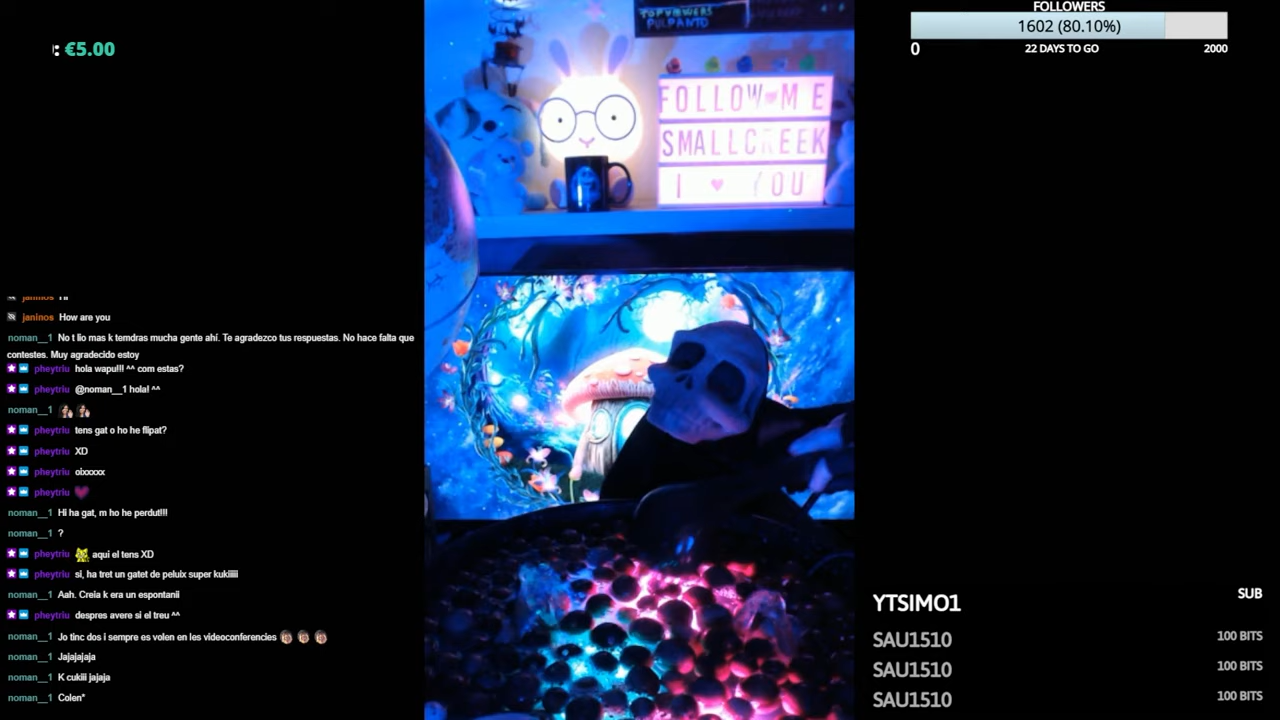 : €5.00
FOLLOWERS
1602 (80.10%)
0
22 DAYS TO GO
2000
TOPVIEWERS
PULPANTO
FOLLOW ME
SMALLCREEK
I ♥ YOU
janinos
janinos How are you
noman__1 No t lio mas k temdras mucha gente ahí. Te agradezco tus respuestas. No hace falta que
contestes. Muy agradecido estoy
pheytriu hola wapu!!! ^^ com estas?
pheytriu @noman__1 hola! ^^
noman__1
pheytriu tens gat o ho he flipat?
pheytriu XD
pheytriu oixxxxx
pheytriu
noman__1 Hi ha gat, m ho he perdut!!!
noman__1 ?
pheytriu aqui el tens XD
pheytriu si, ha tret un gatet de peluix super kukiiiii
noman__1 Aah. Creia k era un espontanii
pheytriu despres avere si el treu ^^
noman__1 Jo tinc dos i sempre es volen en les videoconferencies
noman__1 Jajajajaja
noman__1 K cukiii jajaja
noman__1 Colen*
YTSIMO1 SUB
SAU1510 100 BITS
SAU1510 100 BITS
SAU1510 100 BITS